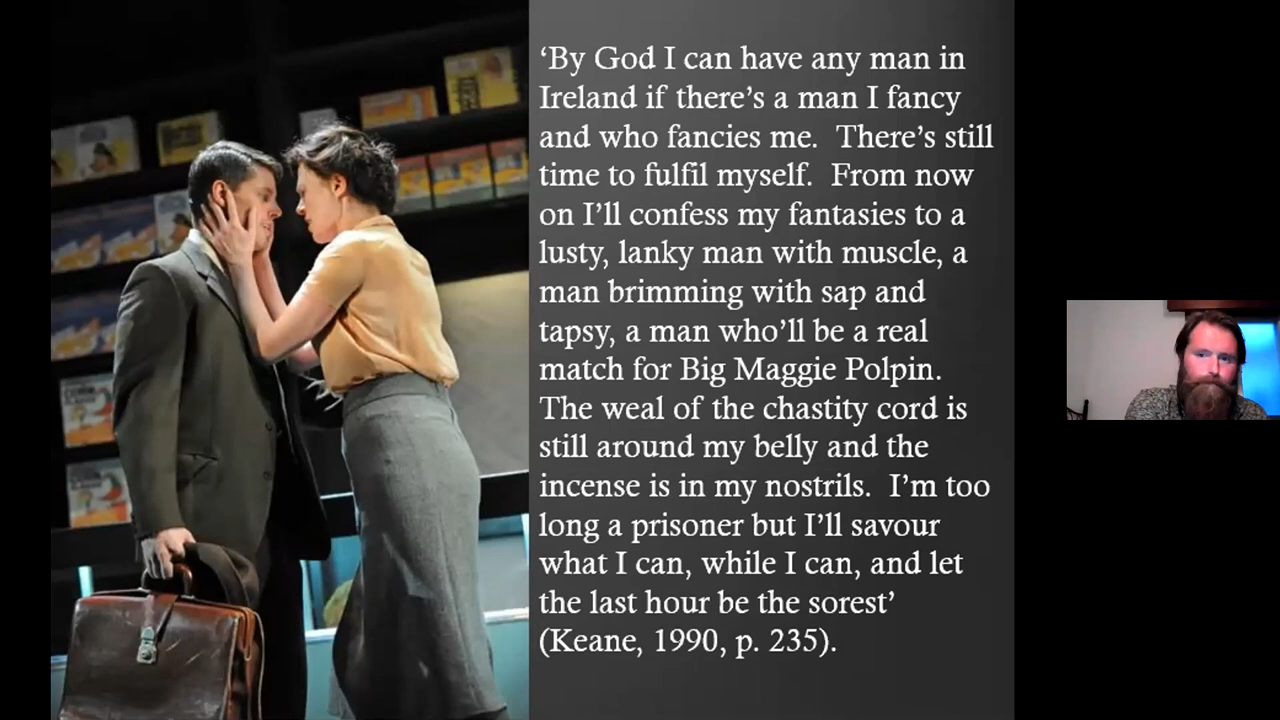 ‘By God I can have any man in
Ireland if there’s a man I fancy
and who fancies me.  There’s still
time to fulfil myself.  From now
on I’ll confess my fantasies to a
lusty, lanky man with muscle, a
man brimming with sap and
tapsy, a man who’ll be a real
match for Big Maggie Polpin.
The weal of the chastity cord is
still around my belly and the
incense is in my nostrils.  I’m too
long a prisoner but I’ll savour
what I can, while I can, and let
the last hour be the sorest’
(Keane, 1990, p. 235).